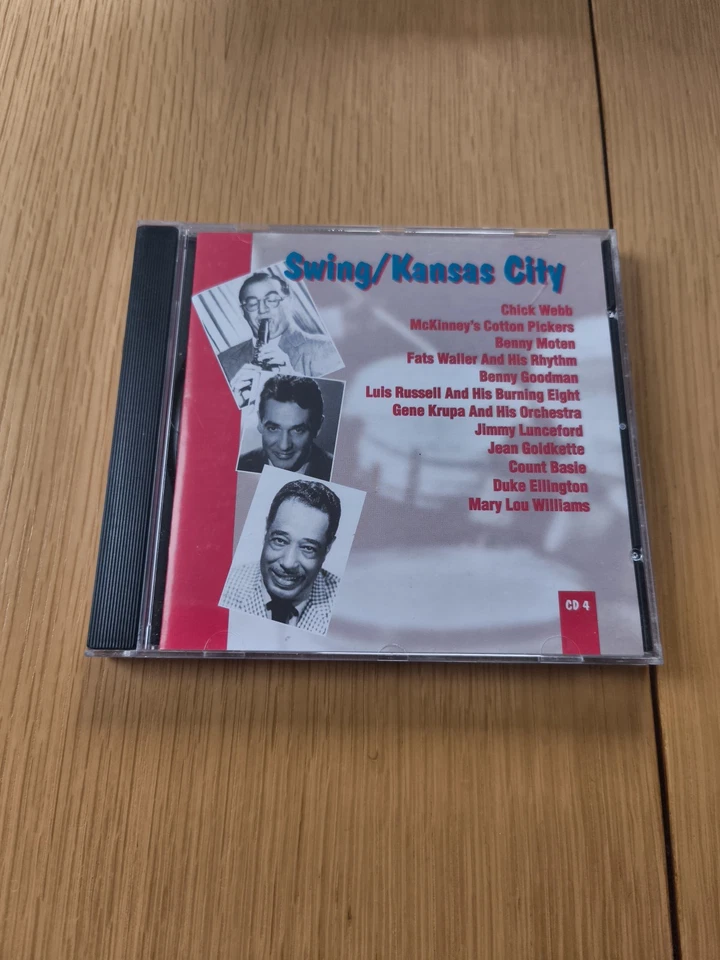 Swing/Kansas City
Chick Webb
McKinney's Cotton Pickers
Benny Moten
Fats Waller And His Rhythm
Benny Goodman
Luis Russell And His Burning Eight
Gene Krupa And His Orchestra
Jimmy Lunceford
Jean Goldkette
Count Basie
Duke Ellington
Mary Lou Williams
CD 4